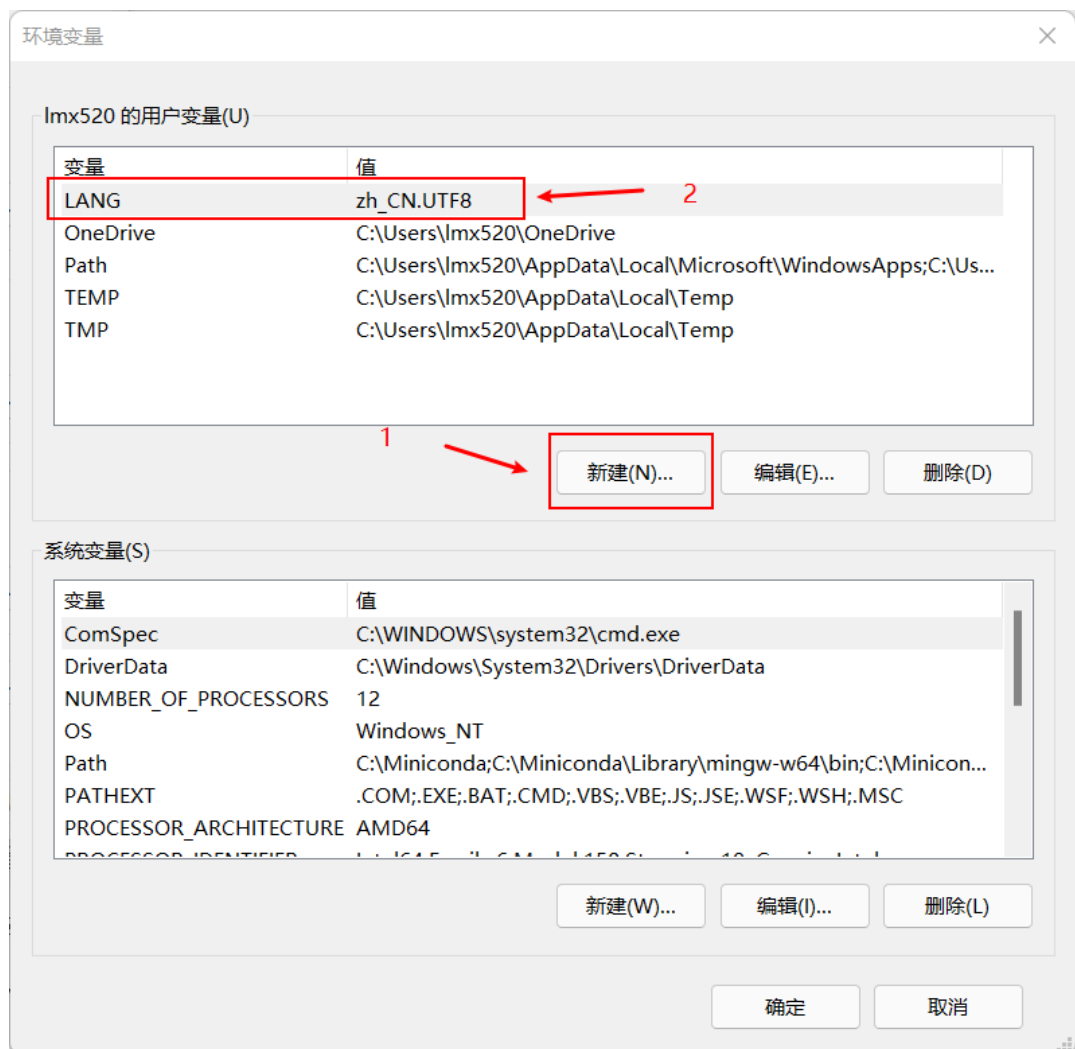 环境变量
lmx520 的用户变量(U)
变量 值
LANG zh_CN.UTF8
2
OneDrive C:\Users\lmx520\OneDrive
Path C:\Users\lmx520\AppData\Local\Microsoft\WindowsApps;C:\Us...
TEMP C:\Users\lmx520\AppData\Local\Temp
TMP C:\Users\lmx520\AppData\Local\Temp
1
新建(N)... 编辑(E)... 删除(D)
系统变量(S)
变量 值
ComSpec C:\WINDOWS\system32\cmd.exe
DriverData C:\Windows\System32\Drivers\DriverData
NUMBER_OF_PROCESSORS 12
OS Windows_NT
Path C:\Miniconda;C:\Miniconda\Library\mingw-w64\bin;C:\Minicon...
PATHEXT .COM;.EXE;.BAT;.CMD;.VBS;.VBE;.JS;.JSE;.WSF;.WSH;.MSC
PROCESSOR_ARCHITECTURE AMD64
PROCESSOR_IDENTIFIER
新建(W)... 编辑(I)... 删除(L)
确定 取消